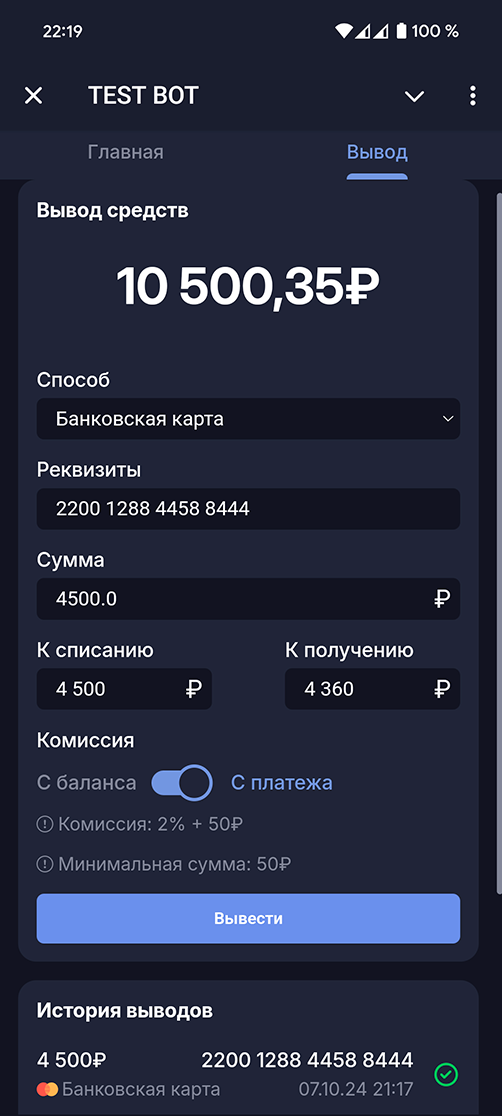 22:19 100 %
TEST BOT
Главная Вывод
Вывод средств
10 500,35₽
Способ
Банковская карта
Реквизиты
2200 1288 4458 8444
Сумма
4500.0 ₽
К списанию К получению
4 500 ₽ 4 360 ₽
Комиссия
С баланса С платежа
Комиссия: 2% + 50₽
Минимальная сумма: 50₽
Вывести
История выводов
4 500₽ 2200 1288 4458 8444
Банковская карта 07.10.24 21:17